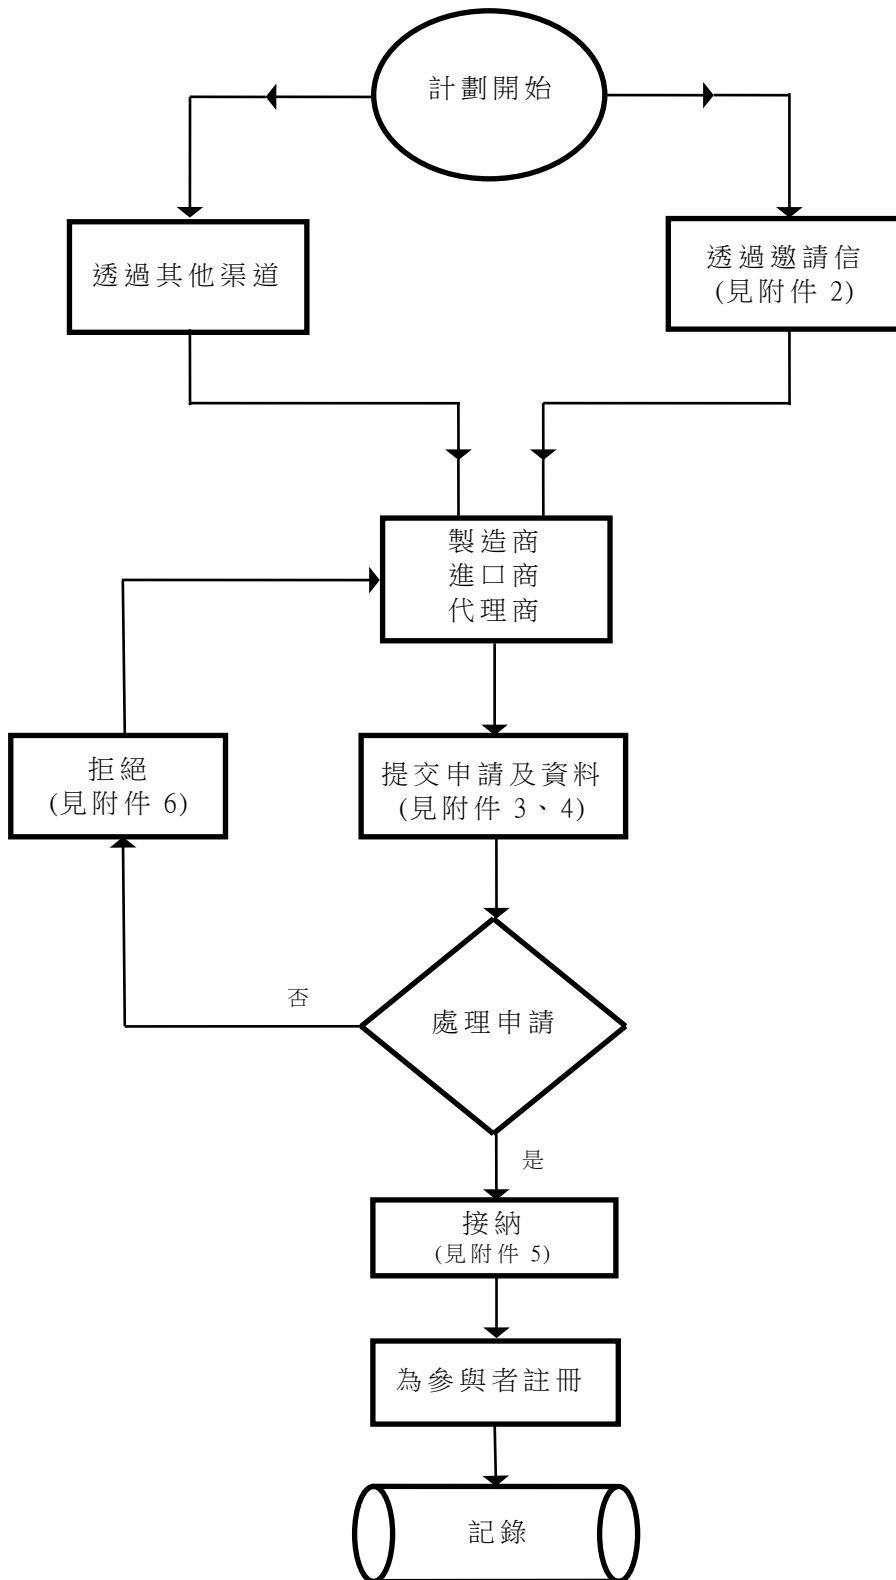 計劃開始
透過其他渠道
透過邀請信
(見附件 2)
製造商
進口商
代理商
拒絕
(見附件 6)
提交申請及資料
(見附件 3、4)
否
處理申請
是
接納
(見附件 5)
為參與者註冊
記錄